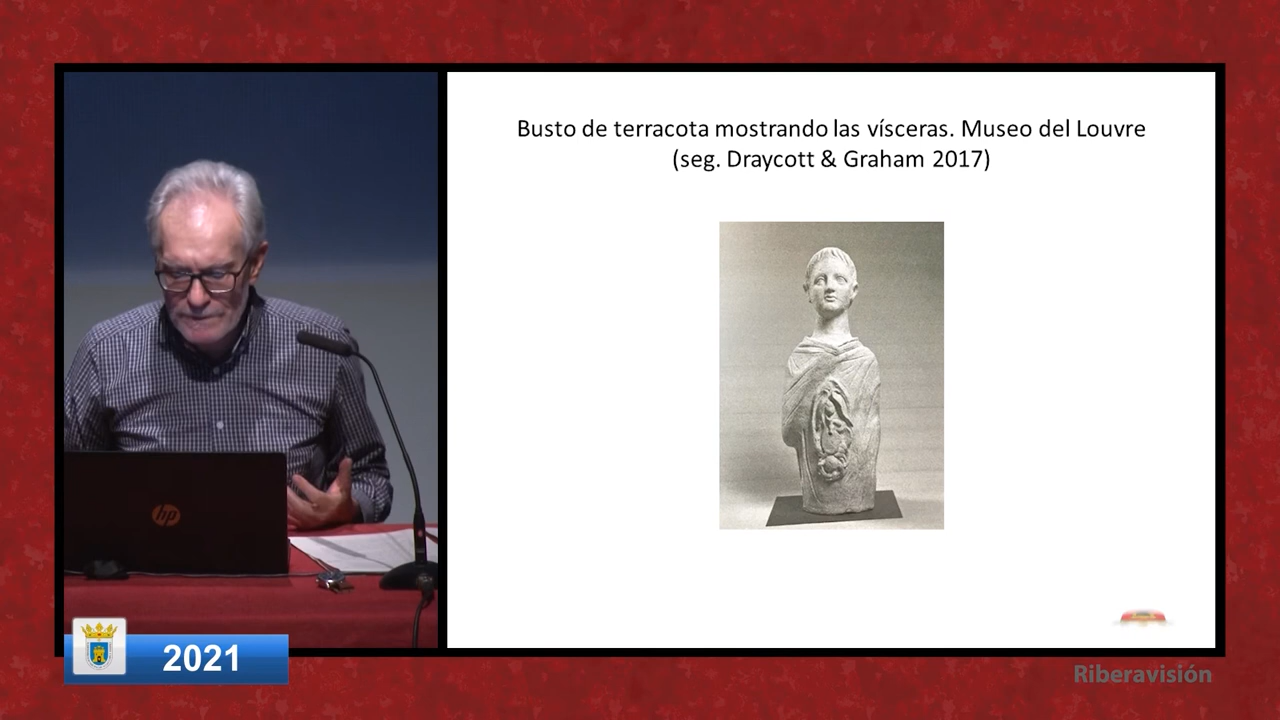 Busto de terracota mostrando las vísceras. Museo del Louvre
(seg. Draycott & Graham 2017)
hp
2021
Riberavisión